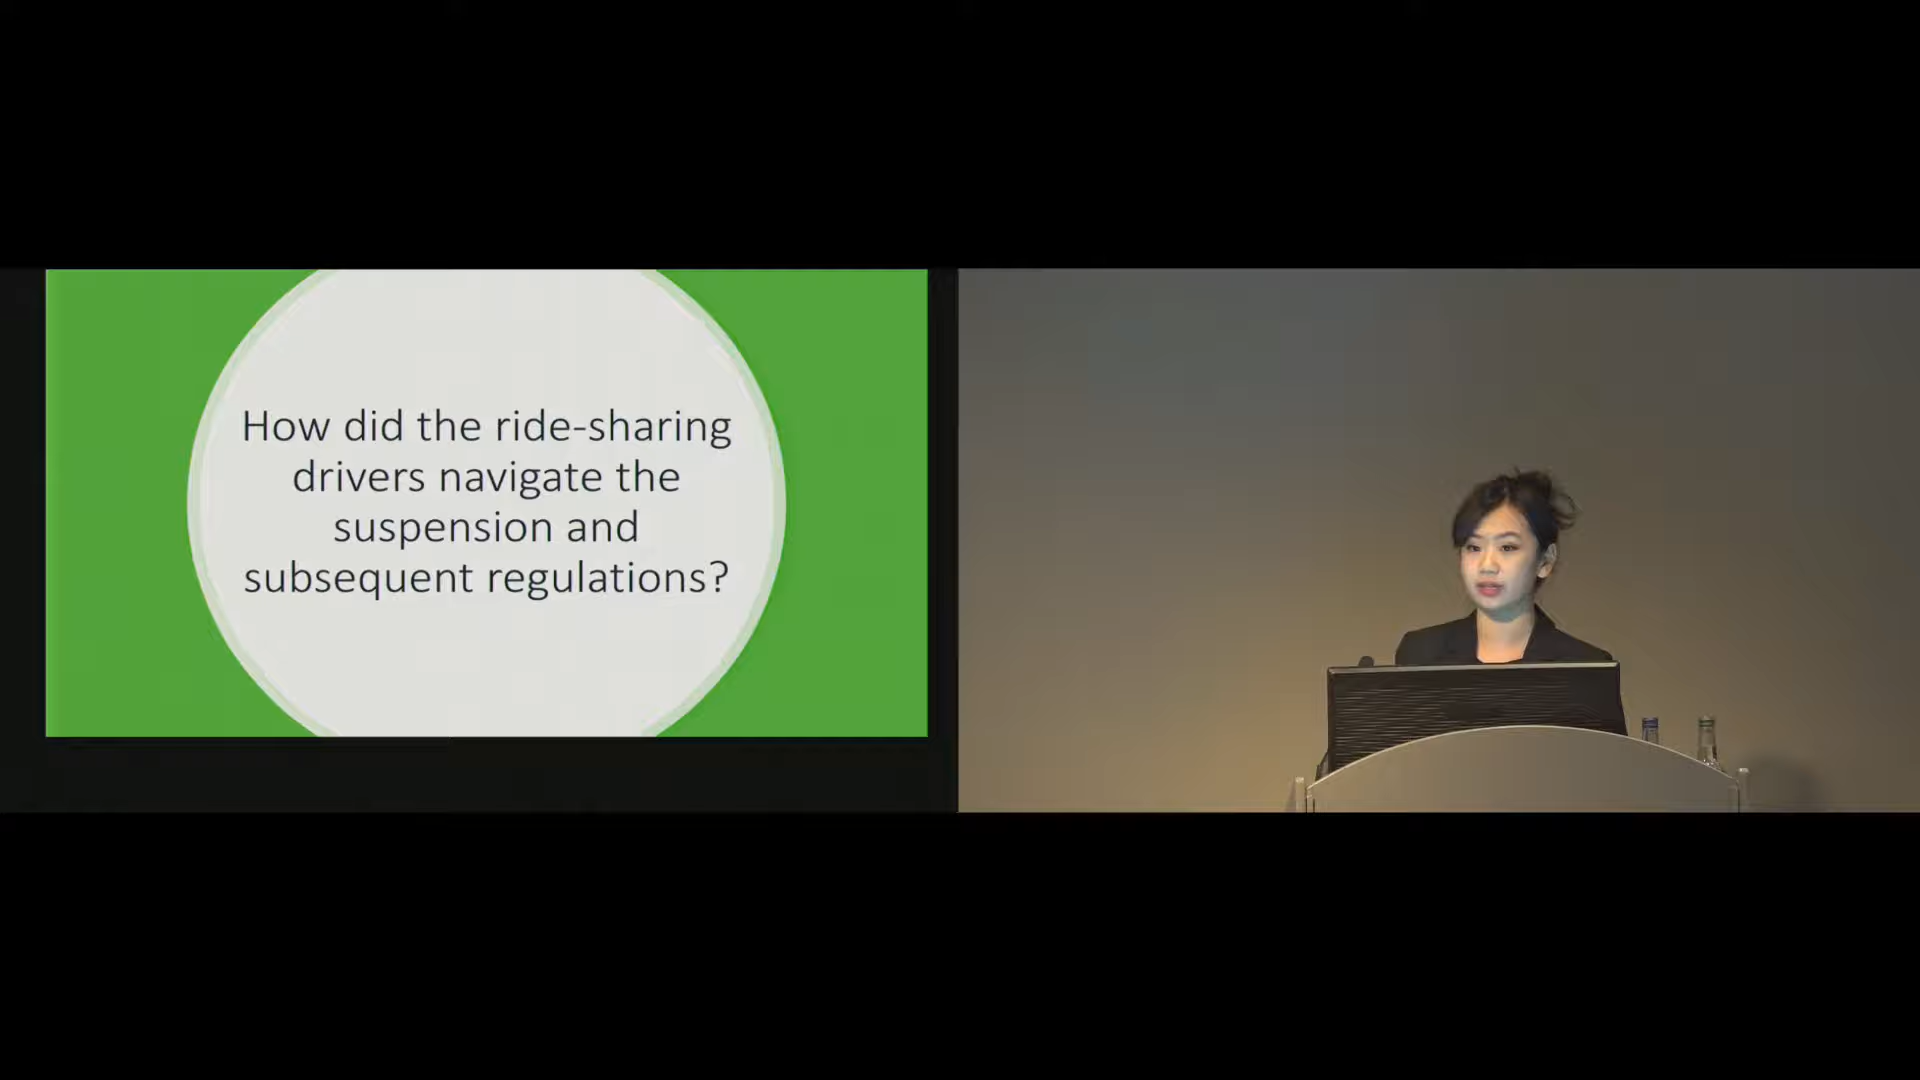 How did the ride-sharing
drivers navigate the
suspension and
subsequent regulations?